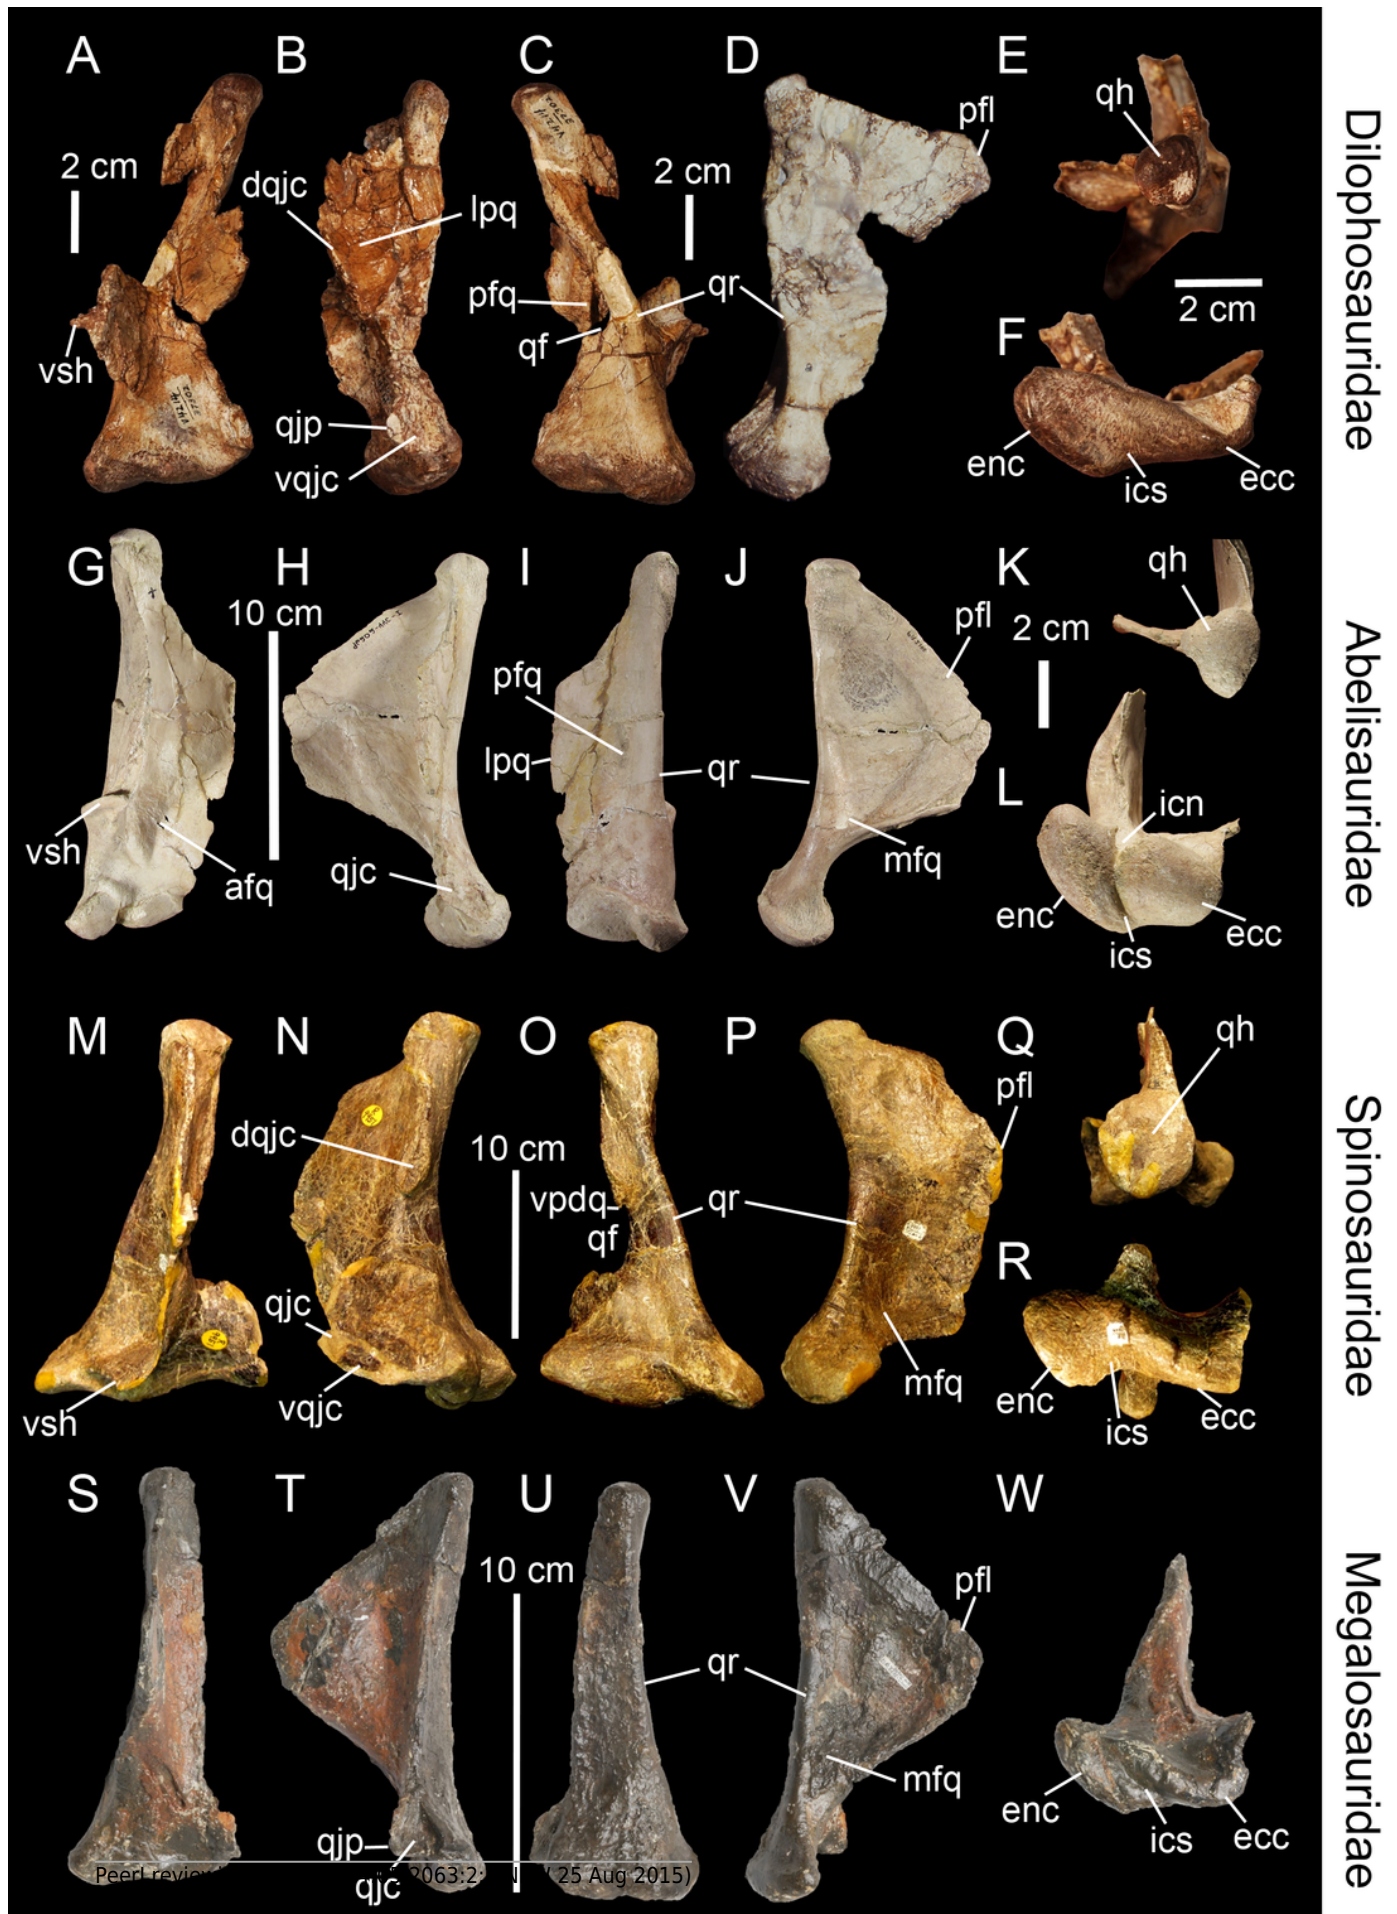 A
B
C
D
E
qh
pfl
2 cm
dqjc
lpq
2 cm
pfq
qr
qf
vsh
2 cm
F
qjp
vqjc
enc
ics
ecc
Dilophosauridae
G
H
I
J
K
qh
10 cm
pfl
2 cm
pfq
lpq
qr
L
icn
vsh
afq
qjc
mfq
enc
ics
ecc
Abelisauridae
M
N
O
P
Q
qh
pfl
dqjc
10 cm
vpdq
qr
qf
R
qjc
vqjc
vsh
mfq
enc
ics
ecc
Spinosauridae
S
T
U
V
W
10 cm
pfl
qr
mfq
enc
ics
ecc
qjp
qjc
Megalosauridae
PeerJ 2063:2: 25 Aug 2015)